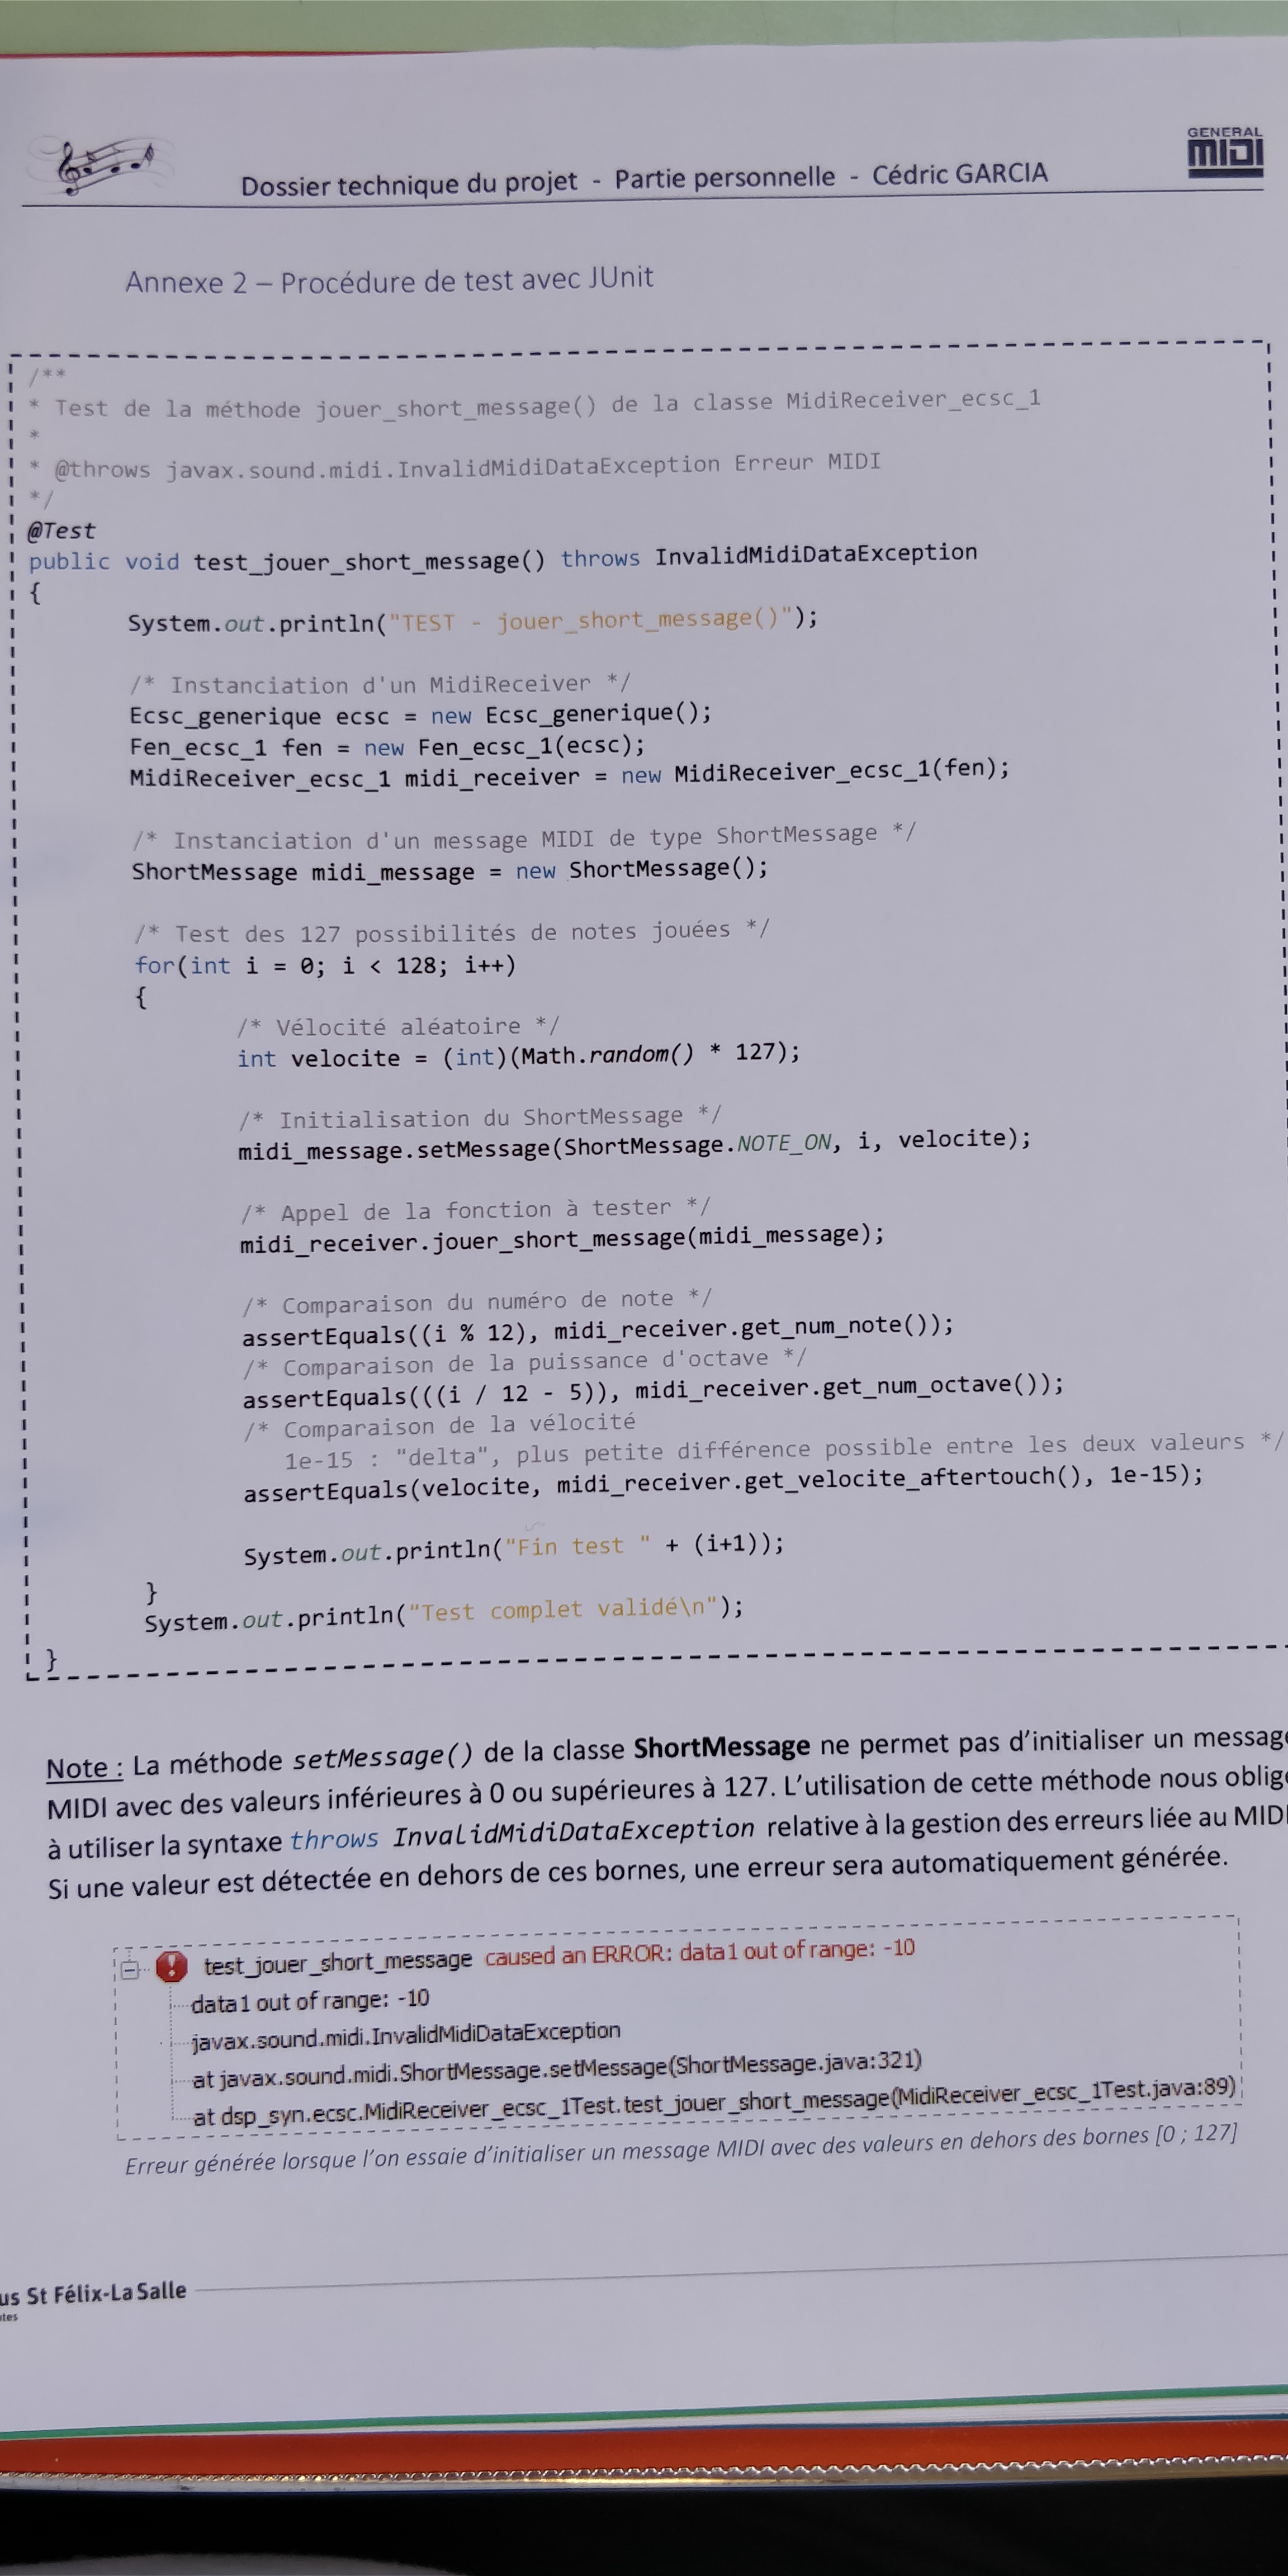 GENERAL
MIDI
Dossier technique du projet - Partie personnelle - Cédric GARCIA
Annexe 2 – Procédure de test avec JUnit
/**
* Test de la méthode jouer_short_message() de la classe MidiReceiver_ecsc_1
*
* @throws javax.sound.midi.InvalidMidiDataException Erreur MIDI
*/
@Test
public void test_jouer_short_message() throws InvalidMidiDataException
{
System.out.println("TEST - jouer_short_message()");
/* Instanciation d'un MidiReceiver */
Ecsc_generique ecsc = new Ecsc_generique();
Fen_ecsc_1 fen = new Fen_ecsc_1(ecsc);
MidiReceiver_ecsc_1 midi_receiver = new MidiReceiver_ecsc_1(fen);
/* Instanciation d'un message MIDI de type ShortMessage */
ShortMessage midi_message = new ShortMessage();
/* Test des 127 possibilités de notes jouées */
for(int i = 0; i < 128; i++)
{
/* Vélocité aléatoire */
int velocite = (int)(Math.random() * 127);
/* Initialisation du ShortMessage */
midi_message.setMessage(ShortMessage.NOTE_ON, i, velocite);
/* Appel de la fonction à tester */
midi_receiver.jouer_short_message(midi_message);
/* Comparaison du numéro de note */
assertEquals((i % 12), midi_receiver.get_num_note());
/* Comparaison de la puissance d'octave */
assertEquals(((i / 12 - 5)), midi_receiver.get_num_octave());
/* Comparaison de la vélocité
1e-15 : "delta", plus petite différence possible entre les deux valeurs */
assertEquals(velocite, midi_receiver.get_velocite_aftertouch(), 1e-15);
System.out.println("Fin test " + (i+1));
}
System.out.println("Test complet validé\n");
}
Note : La méthode setMessage() de la classe ShortMessage ne permet pas d'initialiser un message
MIDI avec des valeurs inférieures à 0 ou supérieures à 127. L'utilisation de cette méthode nous oblige
à utiliser la syntaxe throws InvalidMidiDataException relative à la gestion des erreurs liée au MIDI
Si une valeur est détectée en dehors de ces bornes, une erreur sera automatiquement générée.
test_jouer_short_message caused an ERROR: data1 out of range: -10
data1 out of range: -10
javax.sound.midi.InvalidMidiDataException
at javax.sound.midi.ShortMessage.setMessage(ShortMessage.java:321)
at dsp_syn.ecsc.MidiReceiver_ecsc_1Test.test_jouer_short_message(MidiReceiver_ecsc_1Test.java:89)
Erreur générée lorsque l'on essaie d'initialiser un message MIDI avec des valeurs en dehors des bornes [0 ; 127]
us St Félix-La Salle
tes